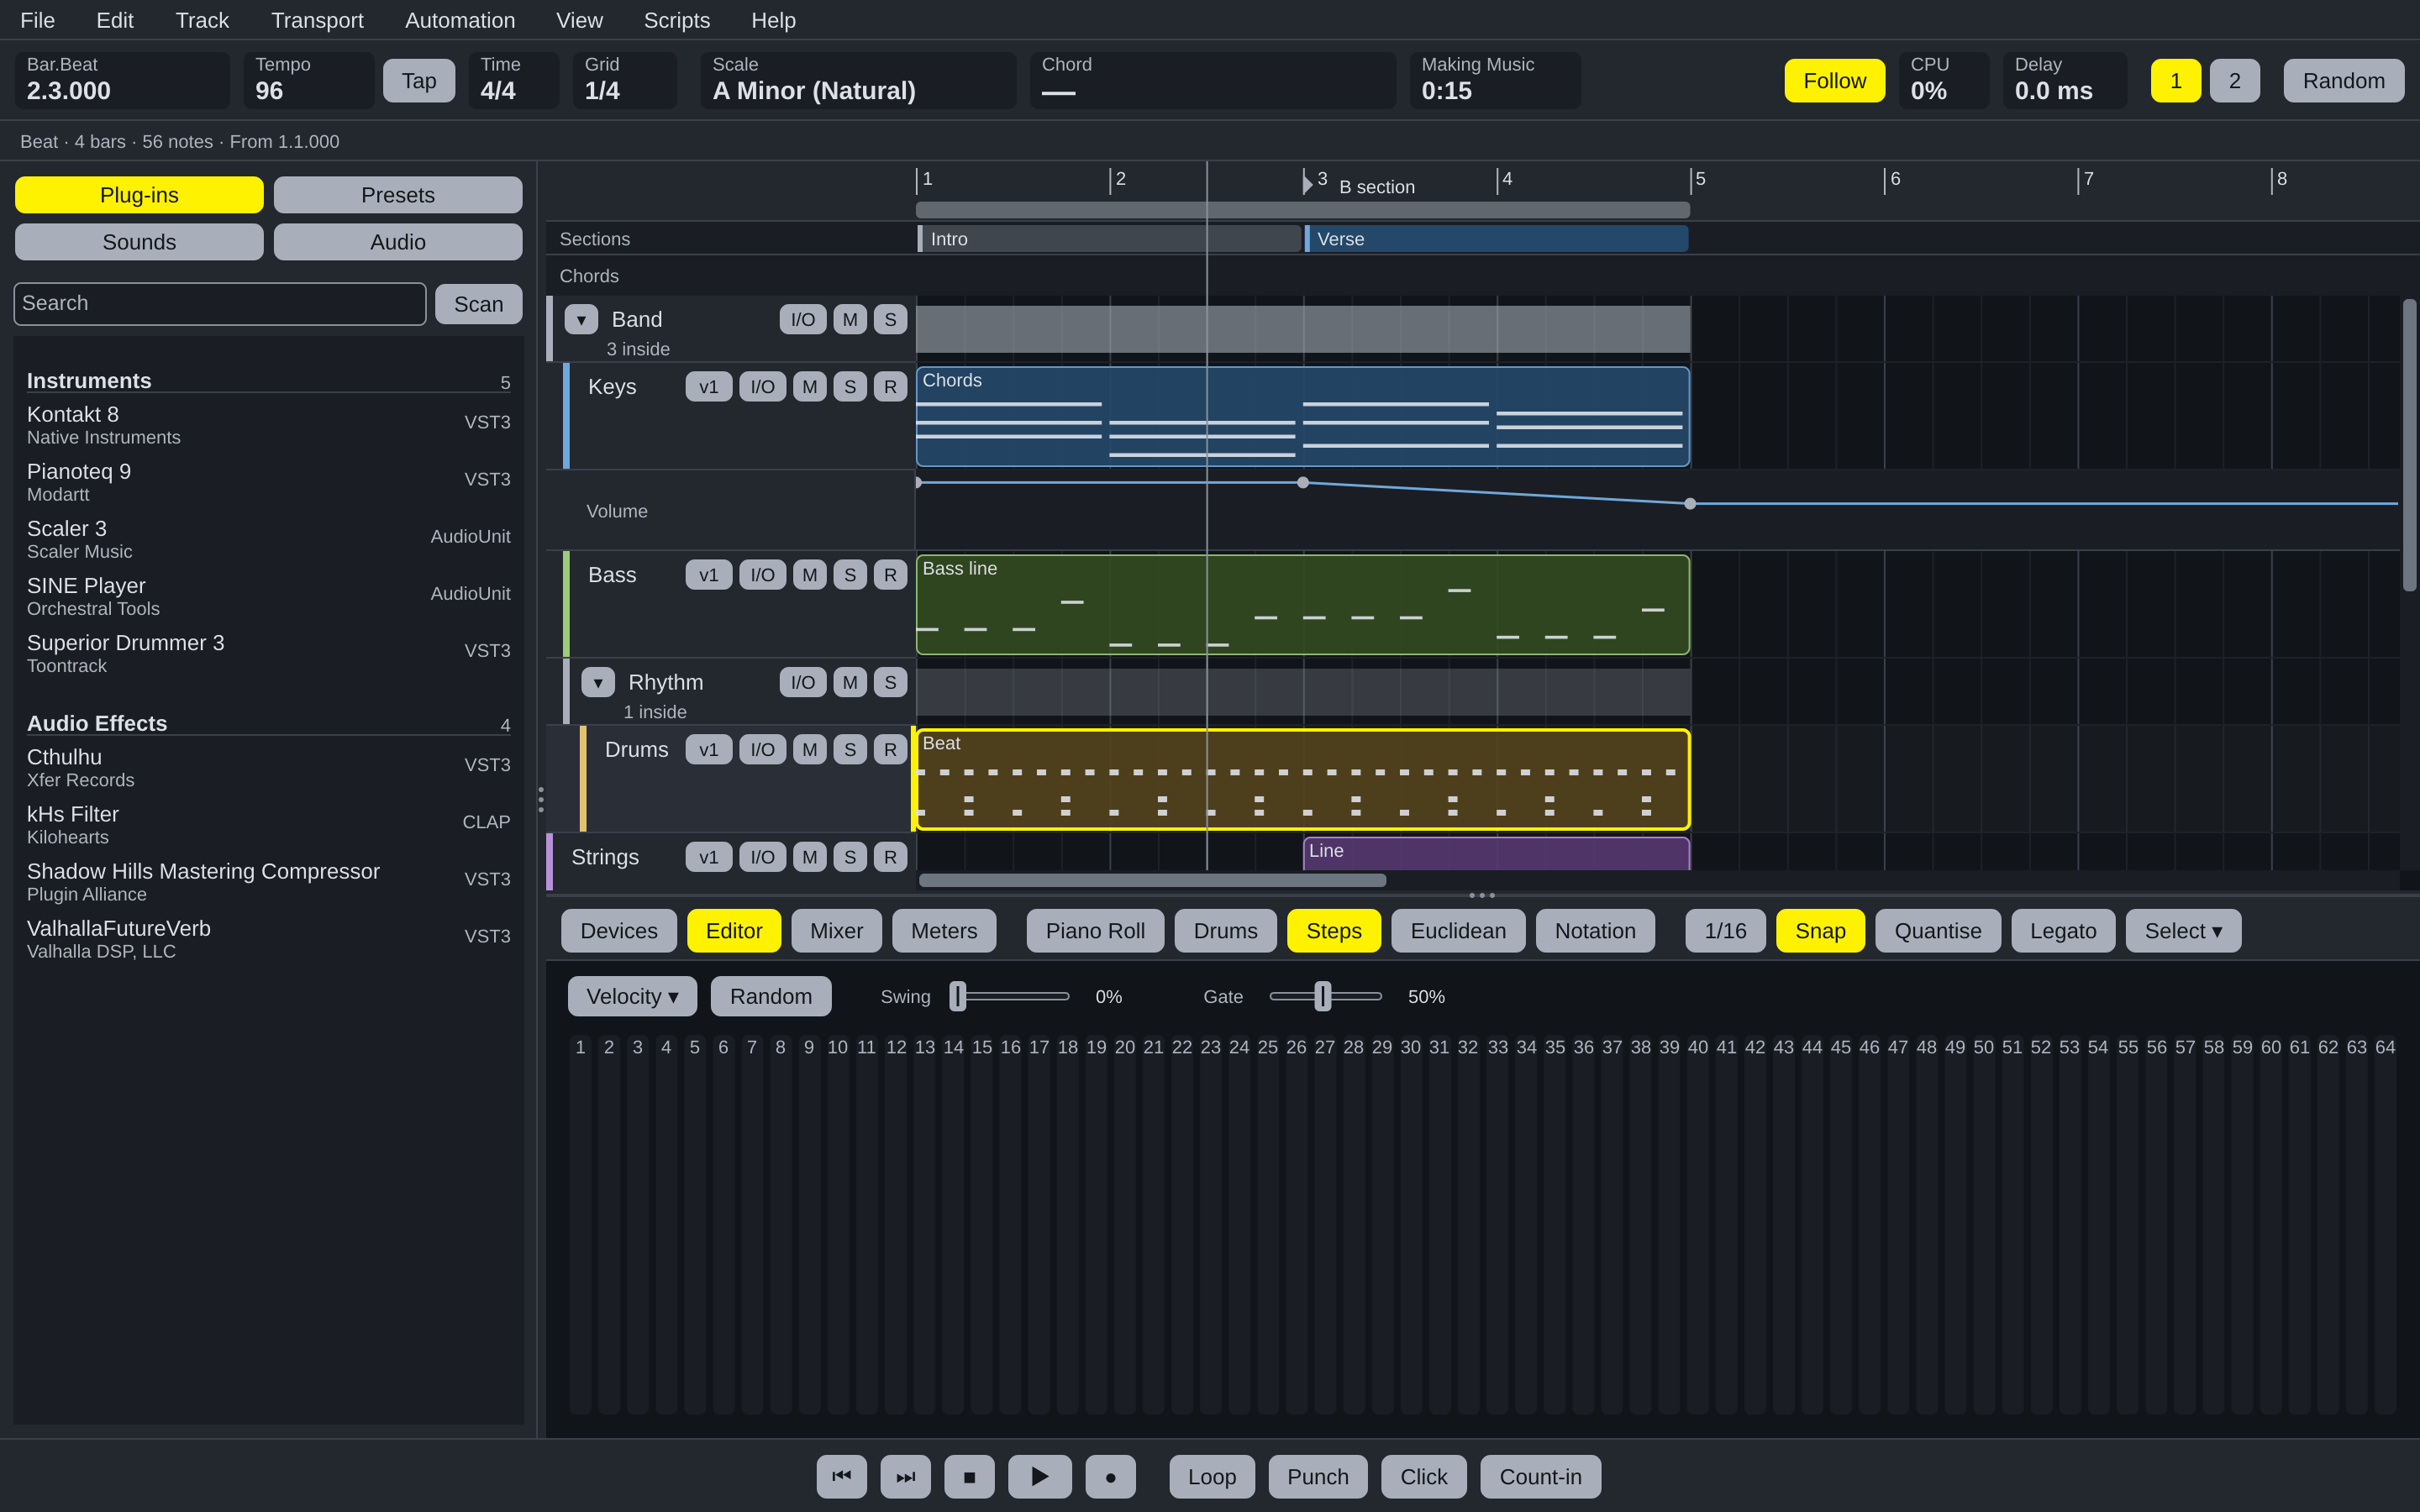 File Edit Track Transport Automation View Scripts Help
Bar.Beat Tempo Time Grid Scale Chord Making Music CPU Delay
2.3.000 96 Tap 4/4 1/4 A Minor (Natural) — 0:15 Follow 0% 0.0 ms 1 2 Random
Beat · 4 bars · 56 notes · From 1.1.000
Plug-ins Presets
Sounds Audio
Search Scan
Instruments 5
Kontakt 8 VST3
Native Instruments
Pianoteq 9 VST3
Modartt
Scaler 3 AudioUnit
Scaler Music
SINE Player AudioUnit
Orchestral Tools
Superior Drummer 3 VST3
Toontrack
Audio Effects 4
Cthulhu VST3
Xfer Records
kHs Filter CLAP
Kilohearts
Shadow Hills Mastering Compressor VST3
Plugin Alliance
ValhallaFutureVerb VST3
Valhalla DSP, LLC
1 2 3 B section 4 5 6 7 8
Sections Intro Verse
Chords
▾ Band I/O M S
3 inside
Keys v1 I/O M S R Chords
Volume
Bass v1 I/O M S R Bass line
▾ Rhythm I/O M S
1 inside
Drums v1 I/O M S R Beat
Strings v1 I/O M S R Line
Devices Editor Mixer Meters Piano Roll Drums Steps Euclidean Notation 1/16 Snap Quantise Legato Select ▾
Velocity ▾ Random Swing 0% Gate 50%
1 2 3 4 5 6 7 8 9 10 11 12 13 14 15 16 17 18 19 20 21 22 23 24 25 26 27 28 29 30 31 32 33 34 35 36 37 38 39 40 41 42 43 44 45 46 47 48 49 50 51 52 53 54 55 56 57 58 59 60 61 62 63 64
Loop Punch Click Count-in